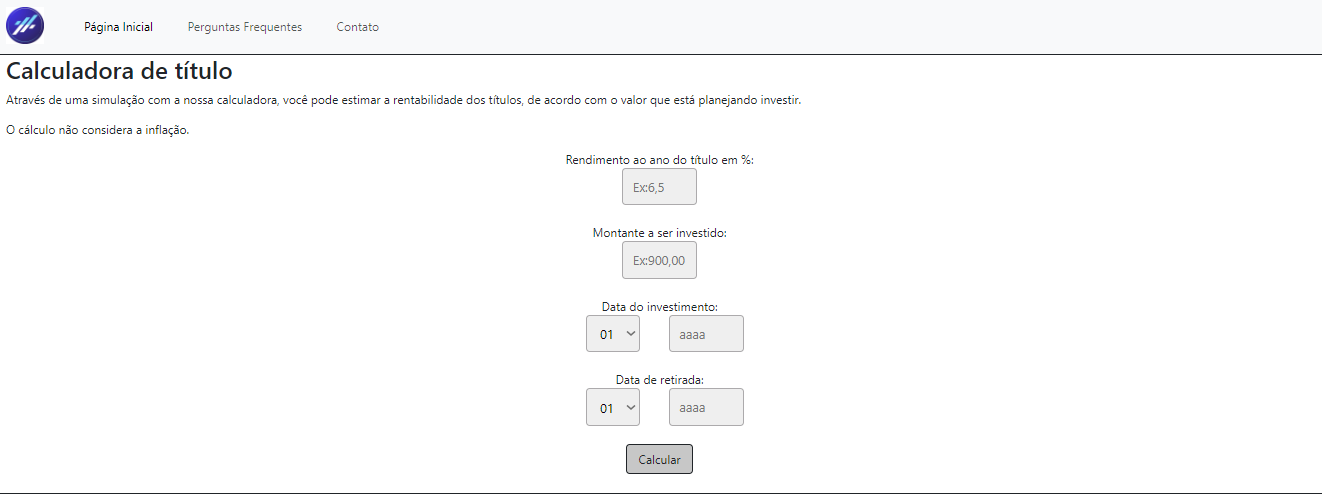 Página Inicial Perguntas Frequentes Contato
Calculadora de título
Através de uma simulação com a nossa calculadora, você pode estimar a rentabilidade dos títulos, de acordo com o valor que está planejando investir.
O cálculo não considera a inflação.
Rendimento ao ano do título em %:
Ex:6,5
Montante a ser investido:
Ex:900,00
Data do investimento:
01 aaaa
Data de retirada:
01 aaaa
Calcular